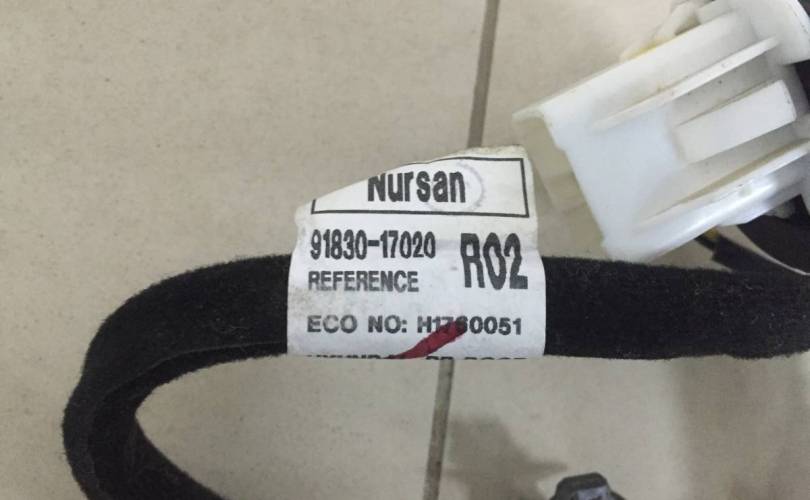 Nursan
91830-17020 R02
REFERENCE
ECO NO: H1760051